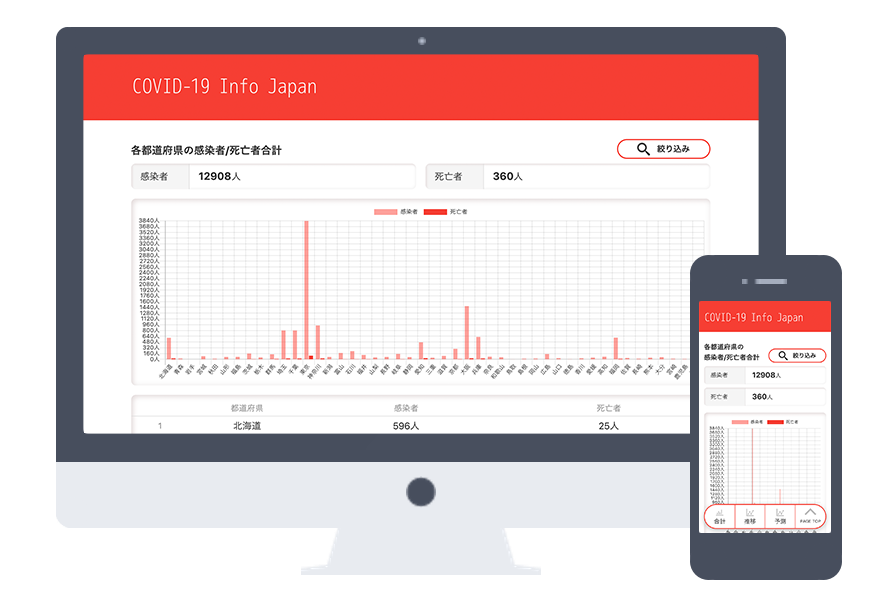 COVID-19 Info Japan
各都道府県の感染者/死亡者合計
絞り込み
感染者 12908人
死亡者 360人
感染者 死亡者
3840人
3680人
3520人
3360人
3200人
3040人
2880人
2720人
2560人
2400人
2240人
2080人
1920人
1760人
1600人
1440人
1280人
1120人
960人
800人
640人
480人
320人
160人
0人
北海道 青森 岩手 宮城 秋田 山形 福島 茨城 栃木 群馬 埼玉 千葉 東京 神奈川 新潟 富山 石川 福井 山梨 長野 岐阜 静岡 愛知 三重 滋賀 京都 大阪 兵庫 奈良 和歌山 鳥取 島根 岡山 広島 山口 徳島 香川 愛媛 高知 福岡 佐賀 長崎 熊本 大分 宮崎 鹿児島
都道府県 感染者 死亡者
1 北海道 596人 25人
COVID-19 Info Japan
各都道府県の
感染者/死亡者合計
絞り込み
感染者 12908人
死亡者 360人
感染者 死亡者
合計 推移 予測 PAGE TOP